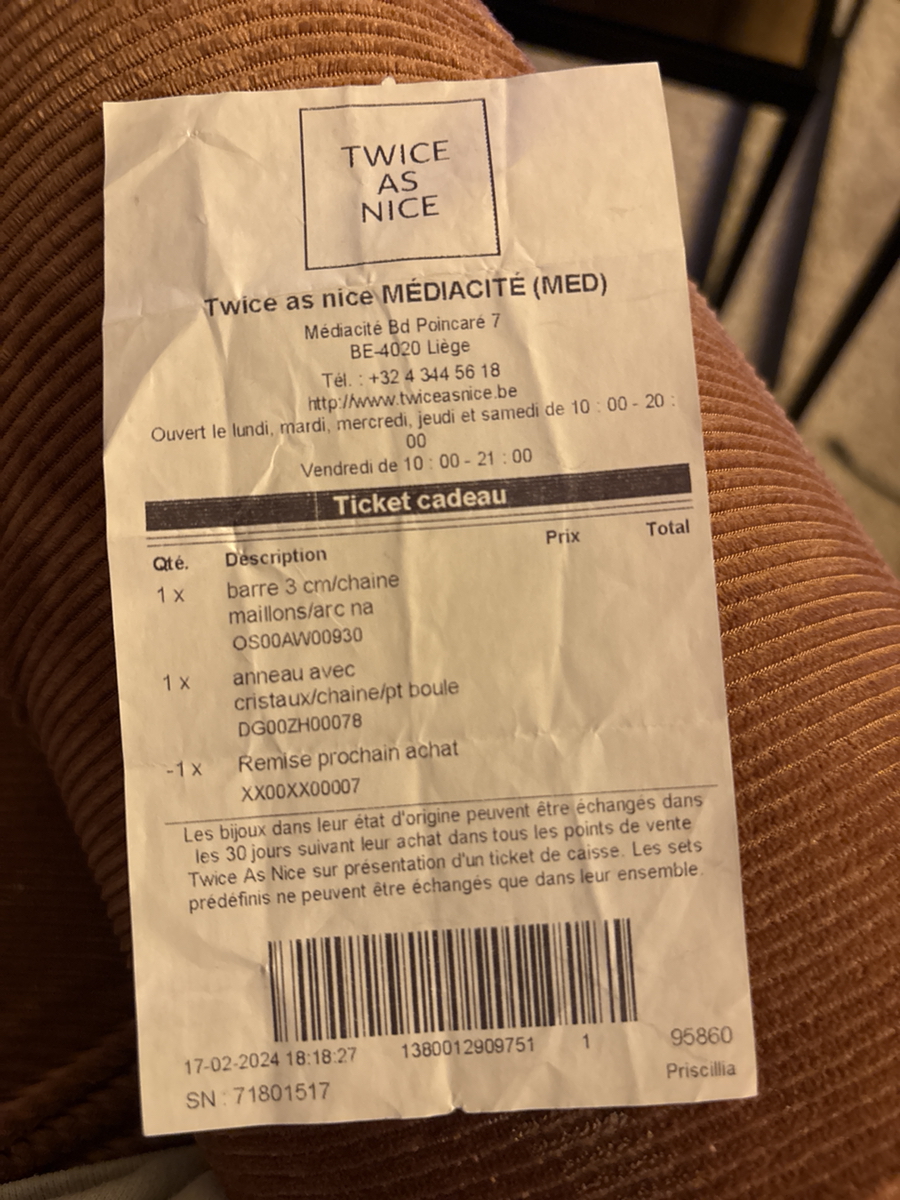 TWICE
AS
NICE
Twice as nice MÉDIACITÉ (MED)
Médiacité Bd Poincaré 7
BE-4020 Liège
Tél. : +32 4 344 56 18
http://www.twiceasnice.be
Ouvert le lundi, mardi, mercredi, jeudi et samedi de 10 : 00 - 20 :
00
Vendredi de 10 : 00 - 21 : 00
Ticket cadeau
Qté. Description Prix Total
1 x barre 3 cm/chaine
maillons/arc na
OS00AW00930
1 x anneau avec
cristaux/chaine/pt boule
DG00ZH00078
-1 x Remise prochain achat
XX00XX00007
Les bijoux dans leur état d'origine peuvent être échangés dans
les 30 jours suivant leur achat dans tous les points de vente
Twice As Nice sur présentation d'un ticket de caisse. Les sets
prédéfinis ne peuvent être échangés que dans leur ensemble.
17-02-2024 18:18:27 1380012909751 1 95860
SN : 71801517 Priscillia